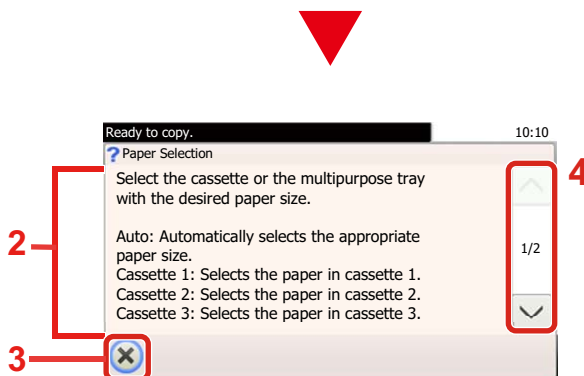 Ready to copy. 10:10
? Paper Selection
Select the cassette or the multipurpose tray
with the desired paper size.
Auto: Automatically selects the appropriate
paper size.
Cassette 1: Selects the paper in cassette 1.
Cassette 2: Selects the paper in cassette 2.
Cassette 3: Selects the paper in cassette 3.
1/2
2
3
4